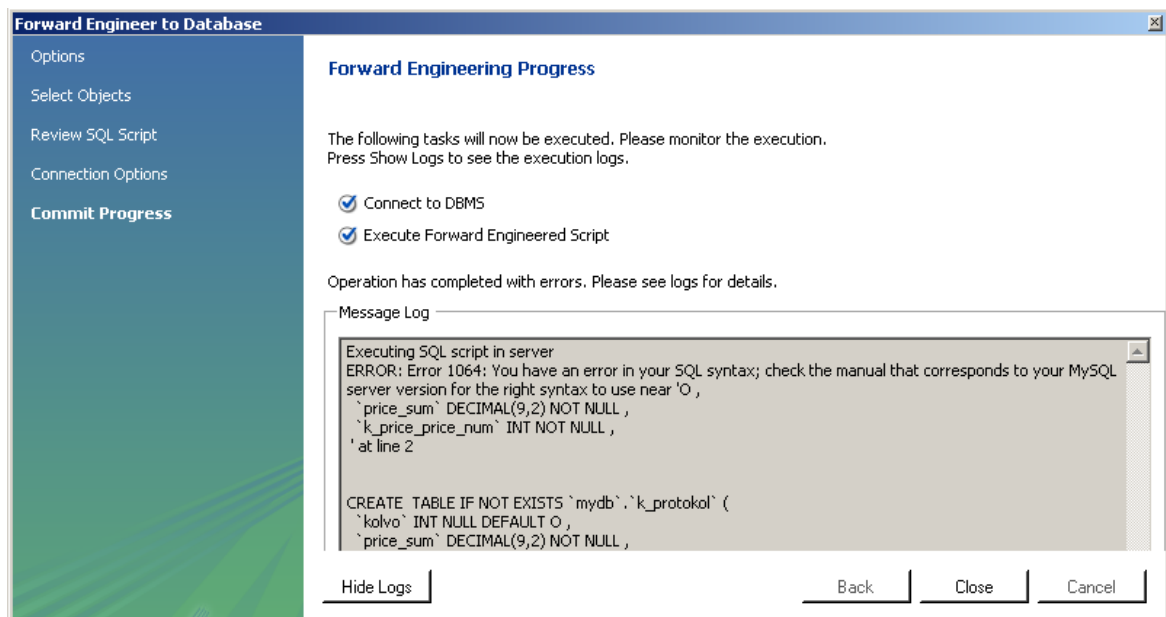 Forward Engineer to Database
Options
Select Objects
Review SQL Script
Connection Options
Commit Progress
Forward Engineering Progress
The following tasks will now be executed. Please monitor the execution.
Press Show Logs to see the execution logs.
Connect to DBMS
Execute Forward Engineered Script
Operation has completed with errors. Please see logs for details.
Message Log
Executing SQL script in server
ERROR: Error 1064: You have an error in your SQL syntax; check the manual that corresponds to your MySQL
server version for the right syntax to use near 'O ,
`price_sum` DECIMAL(9,2) NOT NULL ,
`k_price_price_num` INT NOT NULL ,
' at line 2
CREATE  TABLE IF NOT EXISTS `mydb`.`k_protokol` (
`kolvo` INT NULL DEFAULT O ,
`price_sum` DECIMAL(9,2) NOT NULL ,
Hide Logs
Back
Close
Cancel